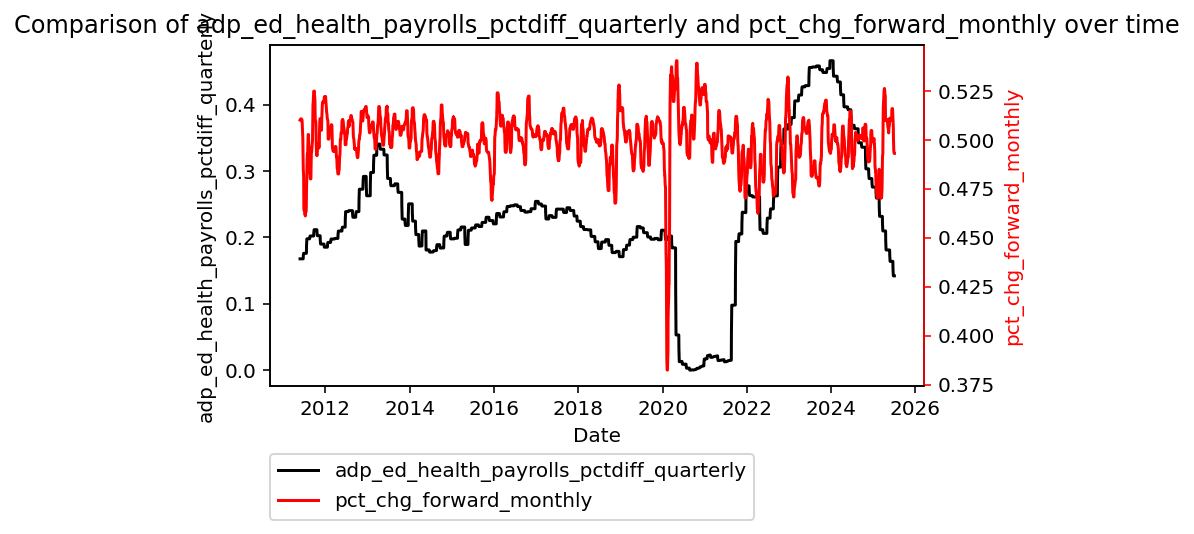 Comparison of adp_ed_health_payrolls_pctdiff_quarterly and pct_chg_forward_monthly over time
adp_ed_health_payrolls_pctdiff_quarterly
0.4
0.3
0.2
0.1
0.0
0.525
0.500
0.475
0.450
0.425
0.400
0.375
pct_chg_forward_monthly
2012 2014 2016 2018 2020 2022 2024 2026
Date
adp_ed_health_payrolls_pctdiff_quarterly
pct_chg_forward_monthly